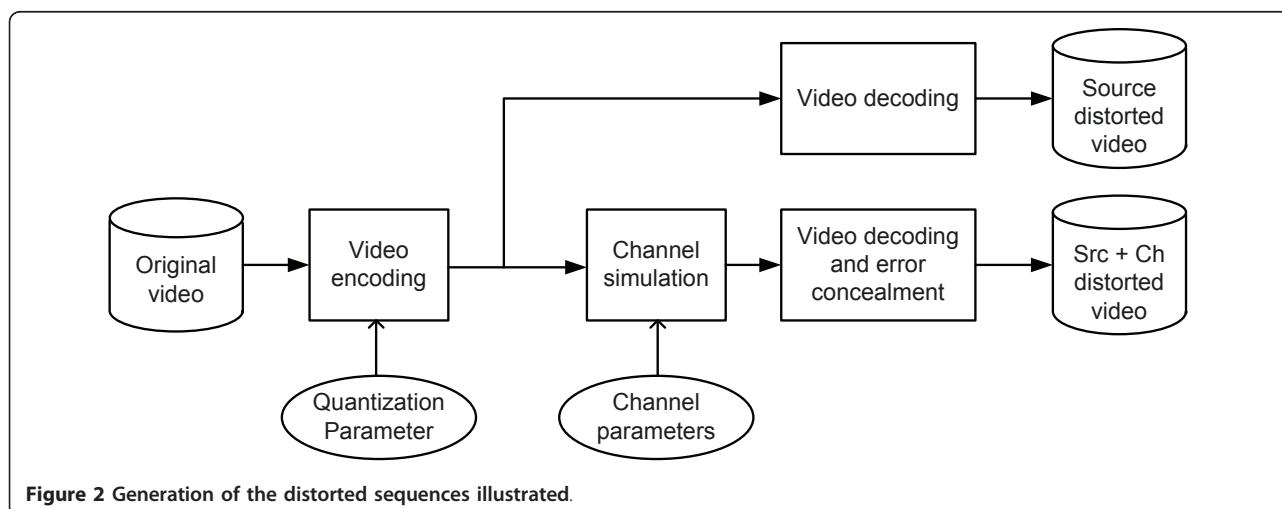 Video decoding
Source
distorted
video
Original
video
Video
encoding
Channel
simulation
Video decoding
and error
concealment
Src + Ch
distorted
video
Quantization
Parameter
Channel
parameters
Figure 2 Generation of the distorted sequences illustrated.